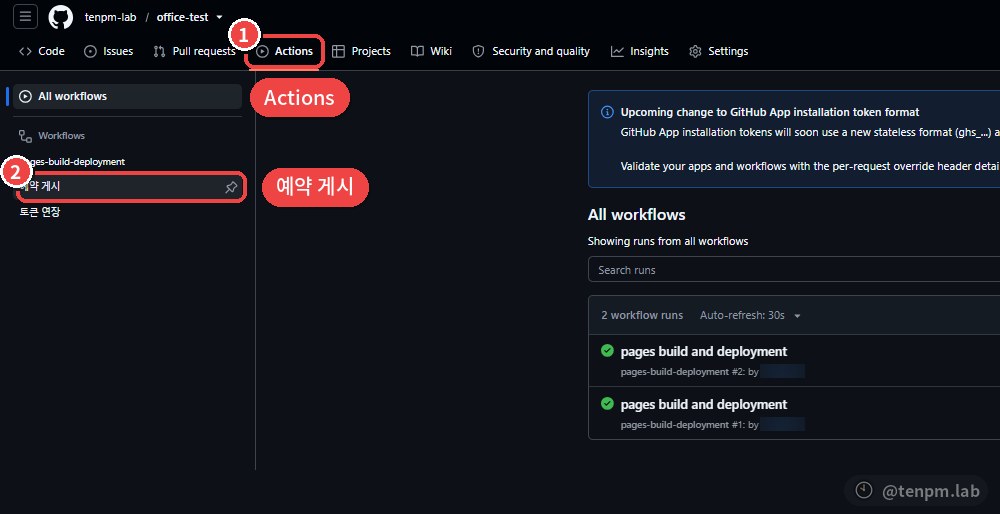 tenpm-lab / office-test
1
Code Issues Pull requests Actions Projects Wiki Security and quality Insights Settings
All workflows
Actions
Workflows
ages-build-deployment
2
예약 게시
예약 게시
토큰 연장
Upcoming change to GitHub App installation token format
GitHub App installation tokens will soon use a new stateless format (ghs_...) a
Validate your apps and workflows with the per-request override header detai
All workflows
Showing runs from all workflows
Search runs
2 workflow runs Auto-refresh: 30s
pages build and deployment
pages-build-deployment #2: by
pages build and deployment
pages-build-deployment #1: by
@tenpm.lab